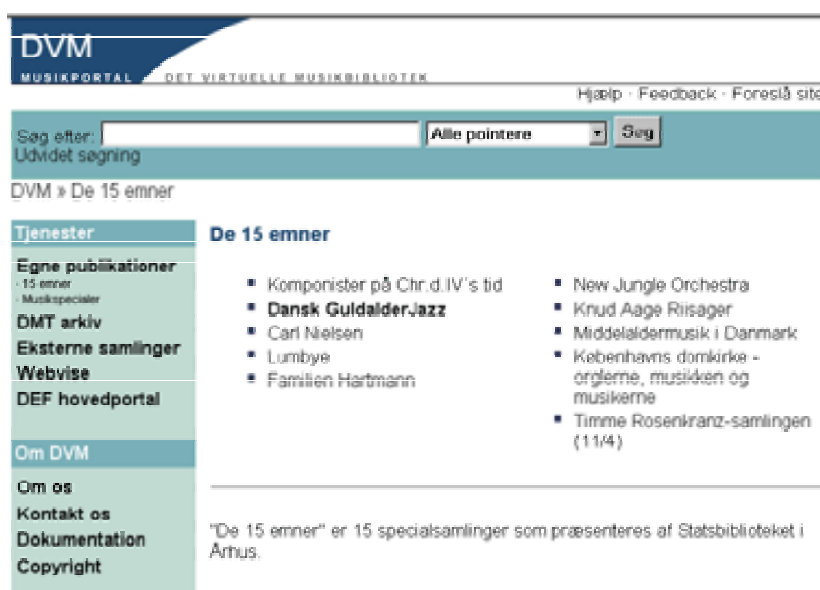 DVM
MUSIKPORTAL DET VIRTUELLE MUSIKBIBLIOTEK
Hjælp · Feedback · Foreslå site
Søg efter: Alle pointere Søg
Udvidet søgning
DVM » De 15 emner
Tjenester
Egne publikationer
· 15 emner
· Musikspecialer
DMT arkiv
Eksterne samlinger
Webvise
DEF hovedportal
Om DVM
Om os
Kontakt os
Dokumentation
Copyright
De 15 emner
Komponister på Chr.d.IV's tid
Dansk GuldalderJazz
Carl Nielsen
Lumbye
Familien Hartmann
New Jungle Orchestra
Knud Aage Riisager
Middelaldermusik i Danmark
Københavns domkirke -
orglerne, musikken og
musikerne
Timme Rosenkranz-samlingen
(11/4)
"De 15 emner" er 15 specialsamlinger som præsenteres af Statsbiblioteket i
Århus.